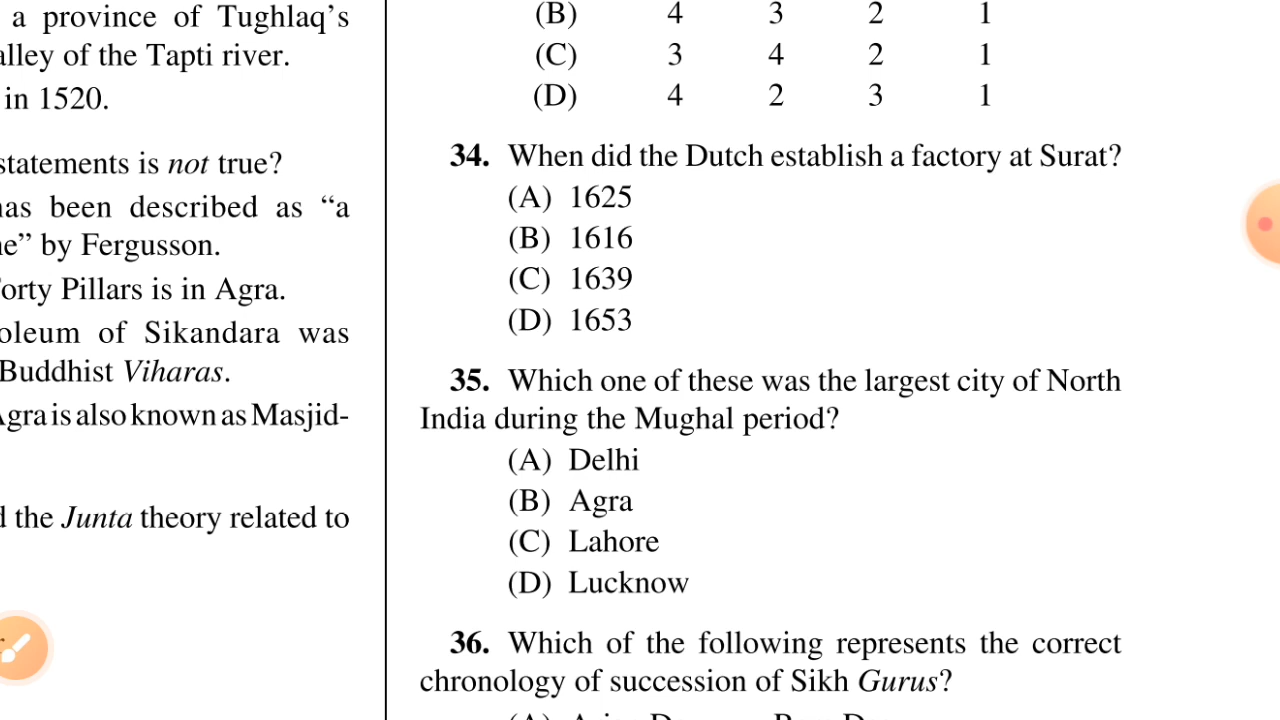 a province of Tughlaq's
alley of the Tapti river.
in 1520.
statements is not true?
has been described as "a
e" by Fergusson.
Forty Pillars is in Agra.
oleum of Sikandara was
Buddhist Viharas.
Agra is also known as Masjid-
the Junta theory related to
(B) 4 3 2 1
(C) 3 4 2 1
(D) 4 2 3 1
34. When did the Dutch establish a factory at Surat?
(A) 1625
(B) 1616
(C) 1639
(D) 1653
35. Which one of these was the largest city of North
India during the Mughal period?
(A) Delhi
(B) Agra
(C) Lahore
(D) Lucknow
36. Which of the following represents the correct
chronology of succession of Sikh Gurus?